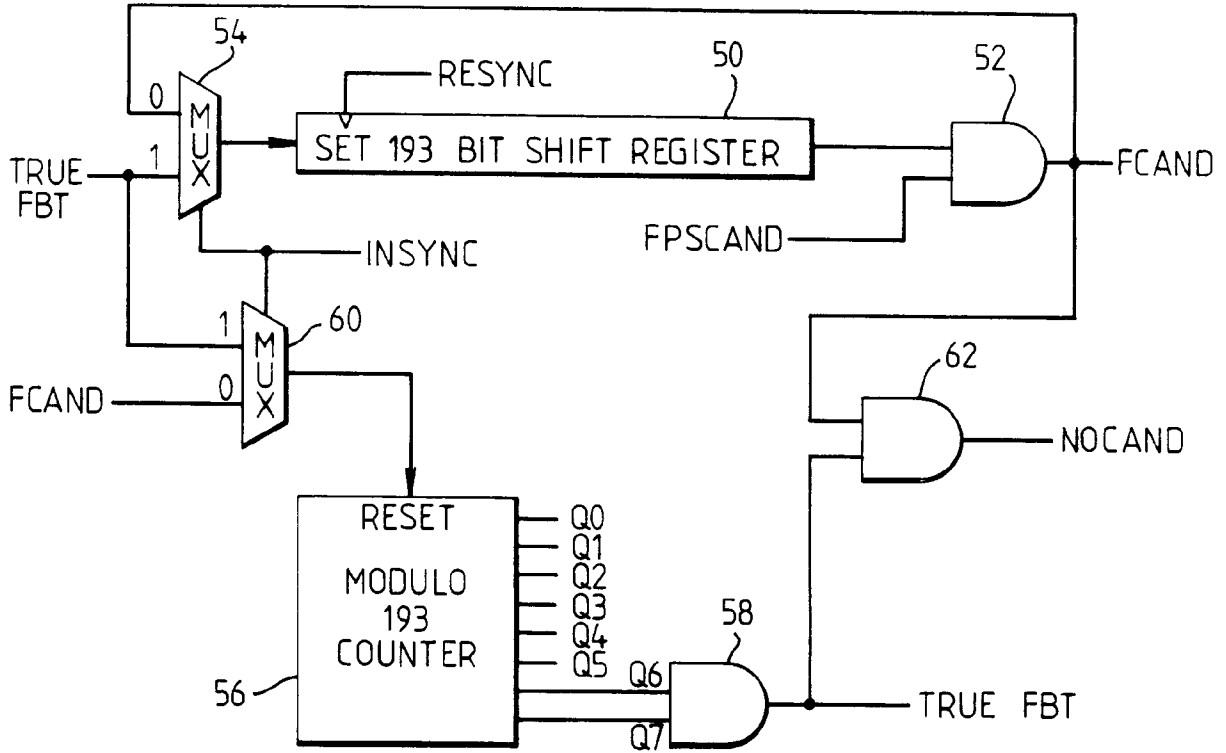 54
RESYNC
50
52
0
MUX
1
SET 193 BIT SHIFT REGISTER
TRUE
FBT
FCAND
FPSCAND
INSYNC
60
1
MUX
0
FCAND
62
NOCAND
RESET
MODULO
193
COUNTER
Q0
Q1
Q2
Q3
Q4
Q5
Q6
Q7
58
56
TRUE FBT